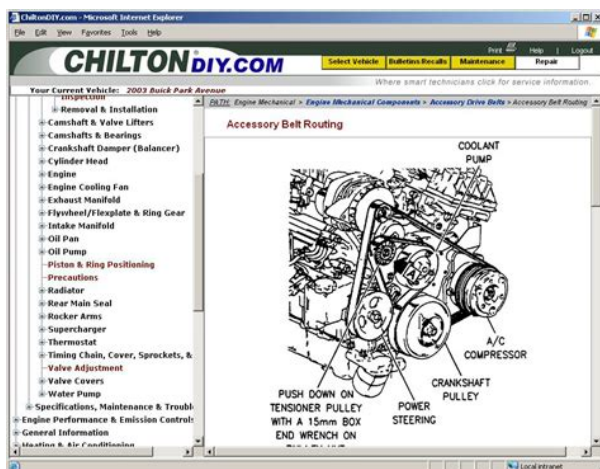 ChiltonDIY.com - Microsoft Internet Explorer
File Edit View Favorites Tools Help
Print Help | Logout
CHILTONDIY.COM
Select Vehicle Bulletins Recalls Maintenance Repair
Where smart technicians click for service information.
Your Current Vehicle: 2003 Buick Park Avenue
PATH: Engine Mechanical > Engine Mechanical Components > Accessory Drive Belts > Accessory Belt Routing
Inspection
Removal & Installation
Camshaft & Valve Lifters
Camshafts & Bearings
Crankshaft Damper (Balancer)
Cylinder Head
Engine
Engine Cooling Fan
Exhaust Manifold
Flywheel/Flexplate & Ring Gear
Intake Manifold
Oil Pan
Oil Pump
Piston & Ring Positioning
Precautions
Radiator
Rear Main Seal
Rocker Arms
Supercharger
Thermostat
Timing Chain, Cover, Sprockets, &
Valve Adjustment
Valve Covers
Water Pump
Specifications, Maintenance & Troubl
Engine Performance & Emission Controls
General Information
Heating & Air Conditioning
Accessory Belt Routing
COOLANT
PUMP
A/C
COMPRESSOR
CRANKSHAFT
PULLEY
POWER
STEERING
PUSH DOWN ON
TENSIONER PULLEY
WITH A 15mm BOX
END WRENCH ON
PULLEY NUT
Local intranet